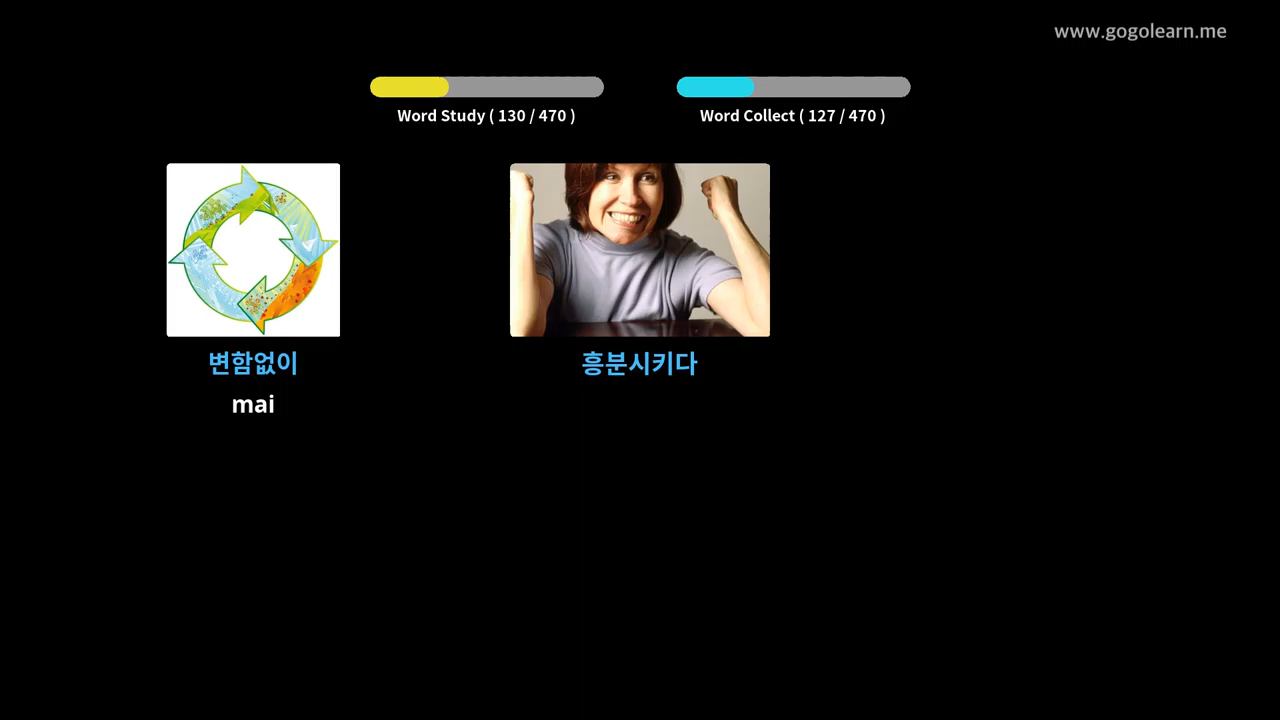 www.gogolearn.me
Word Study ( 130 / 470 )
Word Collect ( 127 / 470 )
변함없이
mai
흥분시키다